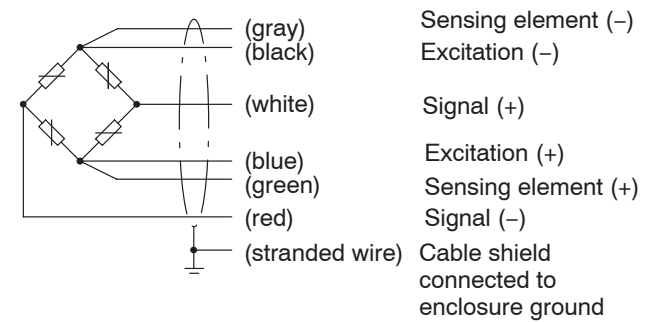 (gray) Sensing element (−)
(black) Excitation (−)
(white) Signal (+)
(blue) Excitation (+)
(green) Sensing element (+)
(red) Signal (−)
(stranded wire) Cable shield
connected to
enclosure ground